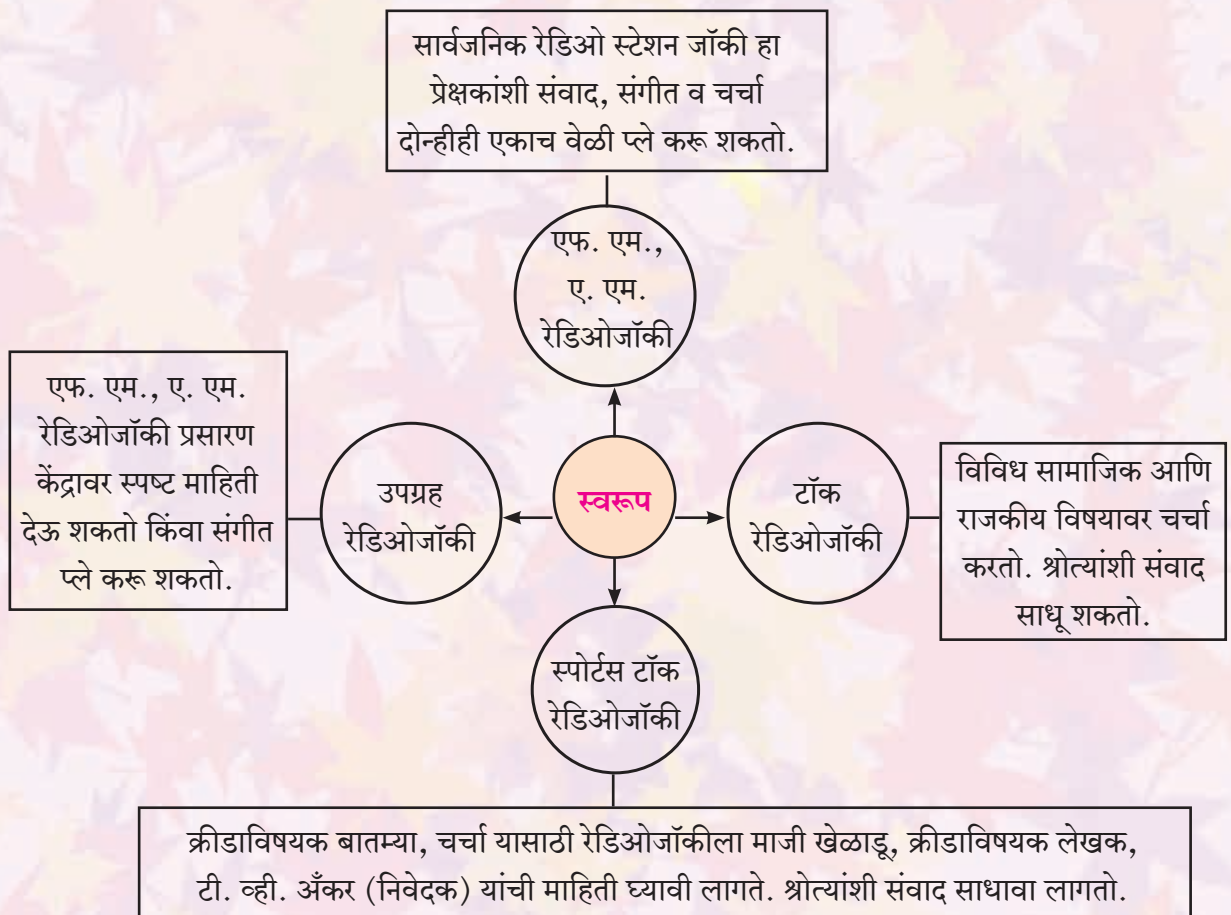 सार्वजनिक रेडिओ स्टेशन जॉकी हा
प्रेक्षकांशी संवाद, संगीत व चर्चा
दोन्हीही एकाच वेळी प्ले करू शकतो.
एफ. एम.,
ए. एम.
रेडिओजॉकी
एफ. एम., ए. एम.
रेडिओजॉकी प्रसारण
केंद्रावर स्पष्ट माहिती
देऊ शकतो किंवा संगीत
प्ले करू शकतो.
उपग्रह
रेडिओजॉकी
स्वरूप
टॉक
रेडिओजॉकी
विविध सामाजिक आणि
राजकीय विषयावर चर्चा
करतो. श्रोत्यांशी संवाद
साधू शकतो.
स्पोर्टस टॉक
रेडिओजॉकी
क्रीडाविषयक बातम्या, चर्चा यासाठी रेडिओजॉकीला माजी खेळाडू, क्रीडाविषयक लेखक,
टी. व्ही. अँकर (निवेदक) यांची माहिती घ्यावी लागते. श्रोत्यांशी संवाद साधावा लागतो.